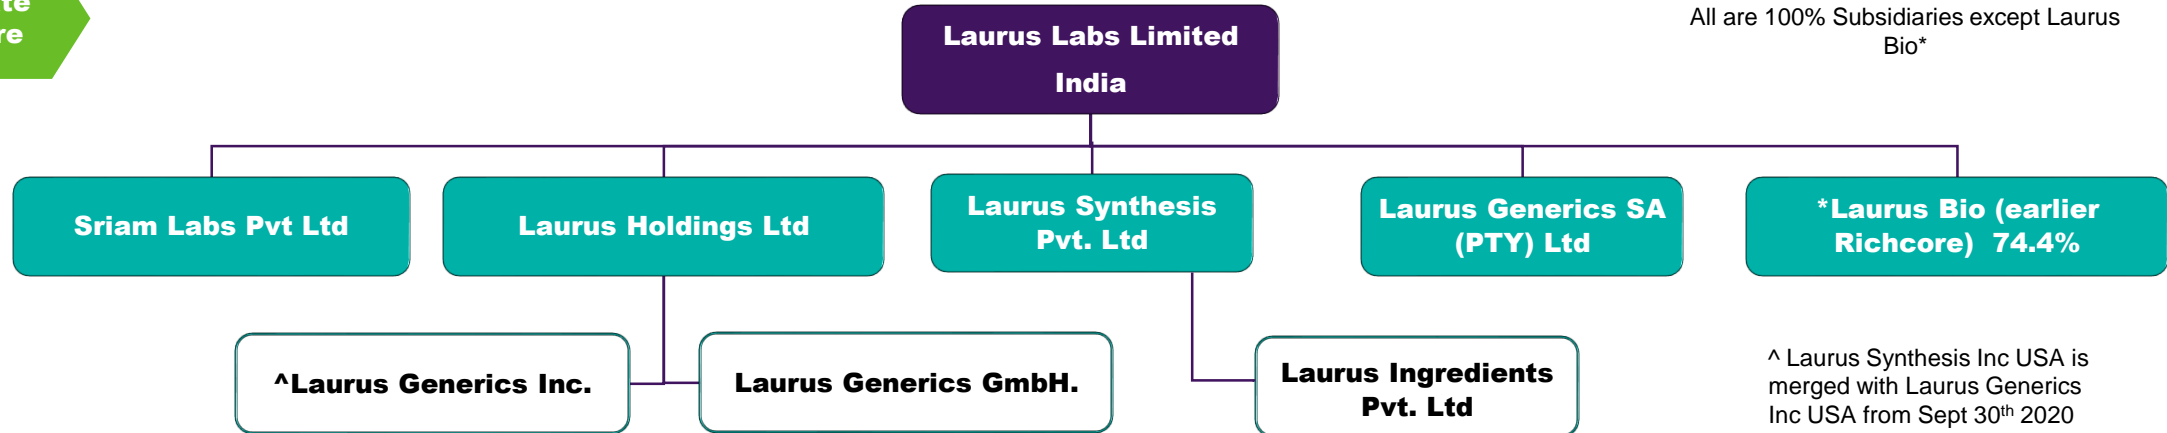 All are 100% Subsidiaries except Laurus
Bio*
Laurus Labs Limited
India
Sriam Labs Pvt Ltd
Laurus Holdings Ltd
Laurus Synthesis
Pvt. Ltd
Laurus Generics SA
(PTY) Ltd
*Laurus Bio (earlier
Richcore) 74.4%
^Laurus Generics Inc.
Laurus Generics GmbH.
Laurus Ingredients
Pvt. Ltd
^ Laurus Synthesis Inc USA is
merged with Laurus Generics
Inc USA from Sept 30th 2020